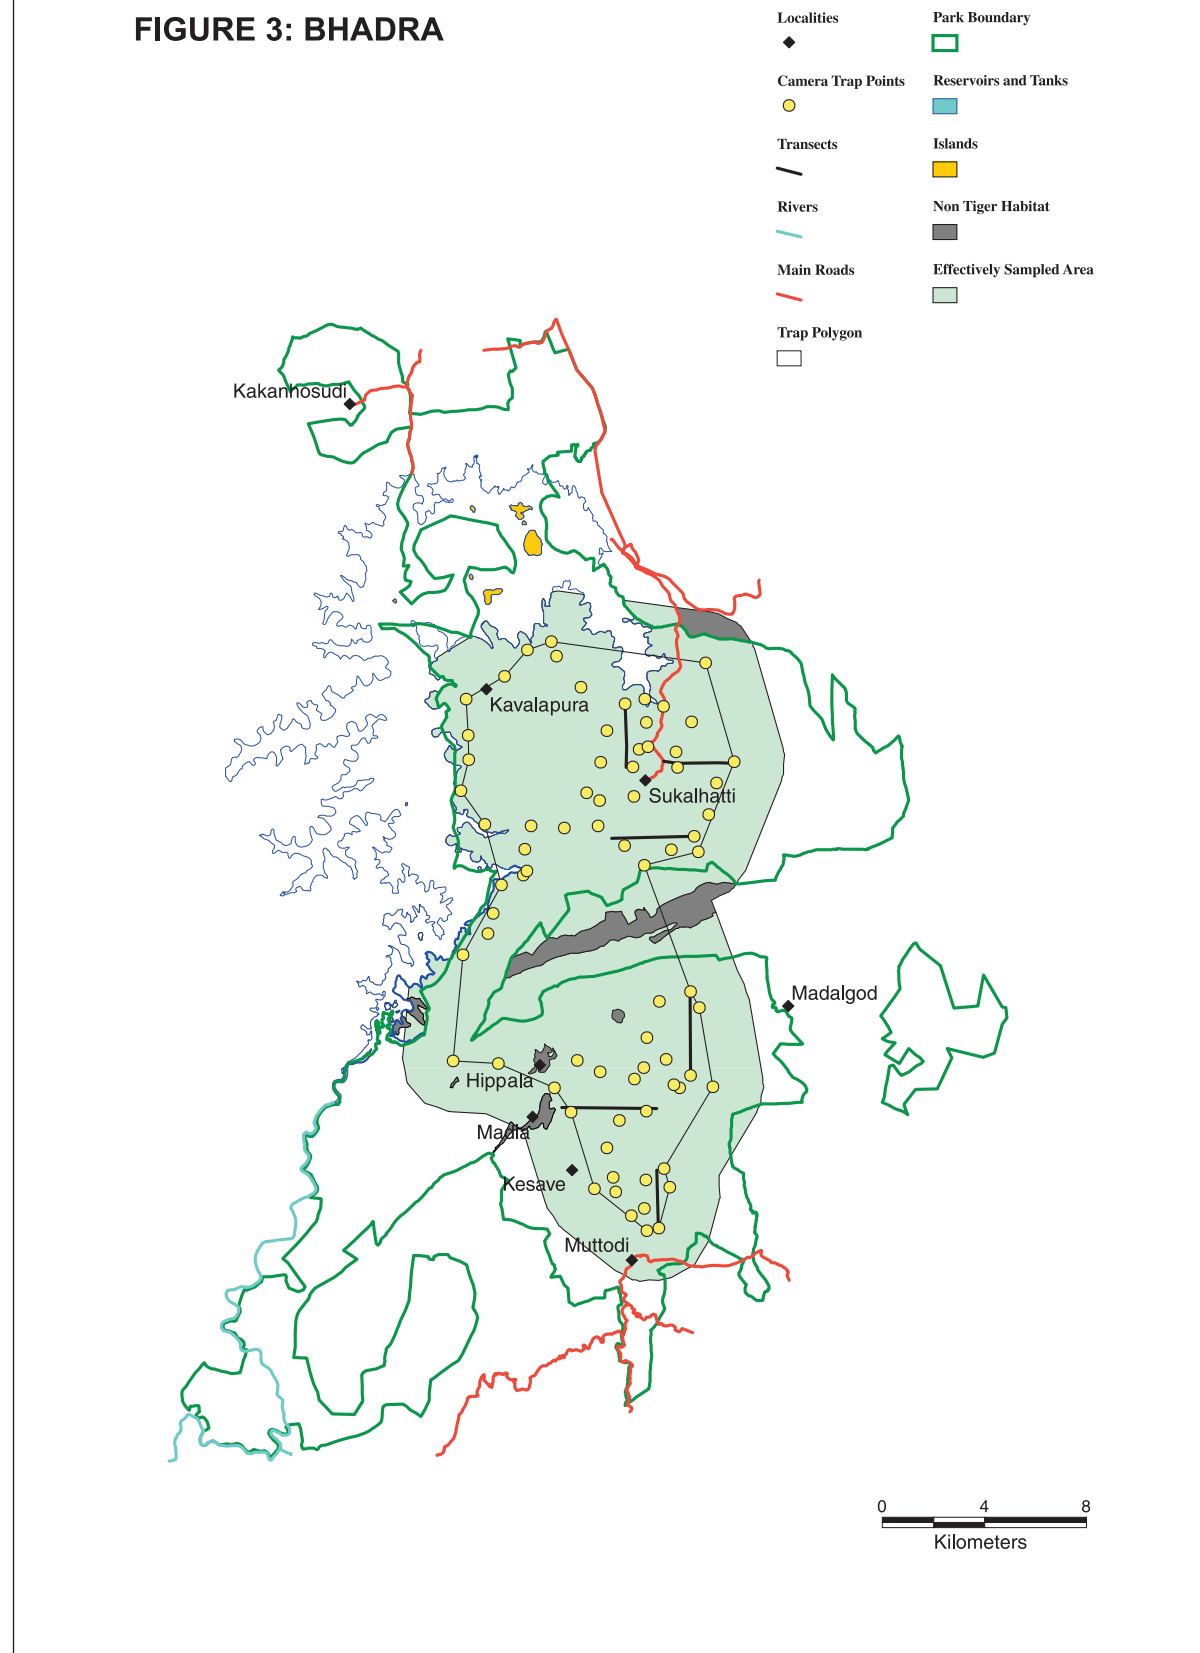 FIGURE 3: BHADRA
Localities
Park Boundary
Camera Trap Points
Reservoirs and Tanks
Transects
Islands
Rivers
Non Tiger Habitat
Main Roads
Effectively Sampled Area
Trap Polygon
Kakanhosudi
Kavalapura
Sukalhatti
Madalgod
Hippala
Madla
Kesave
Muttodi
0 4 8
Kilometers